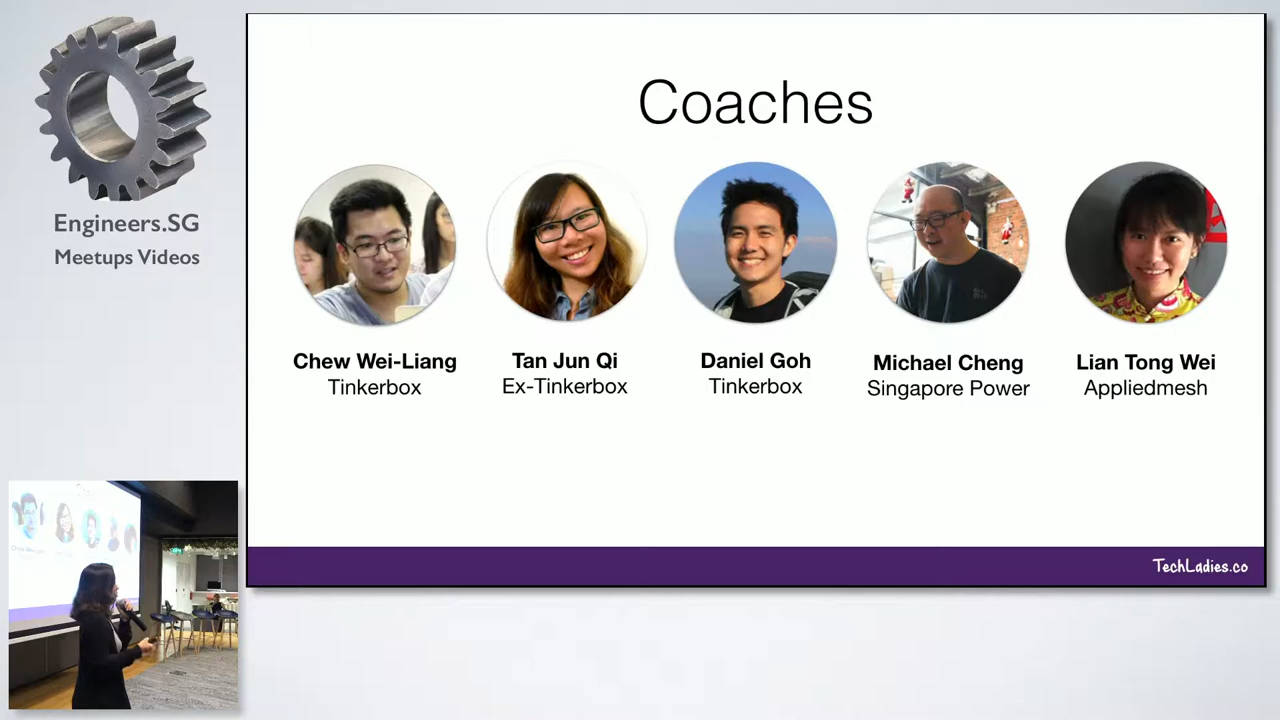 Engineers.SG
Meetups Videos
Coaches
Chew Wei-Liang
Tinkerbox
Tan Jun Qi
Ex-Tinkerbox
Daniel Goh
Tinkerbox
Michael Cheng
Singapore Power
Lian Tong Wei
Appliedmesh
TechLadies.co